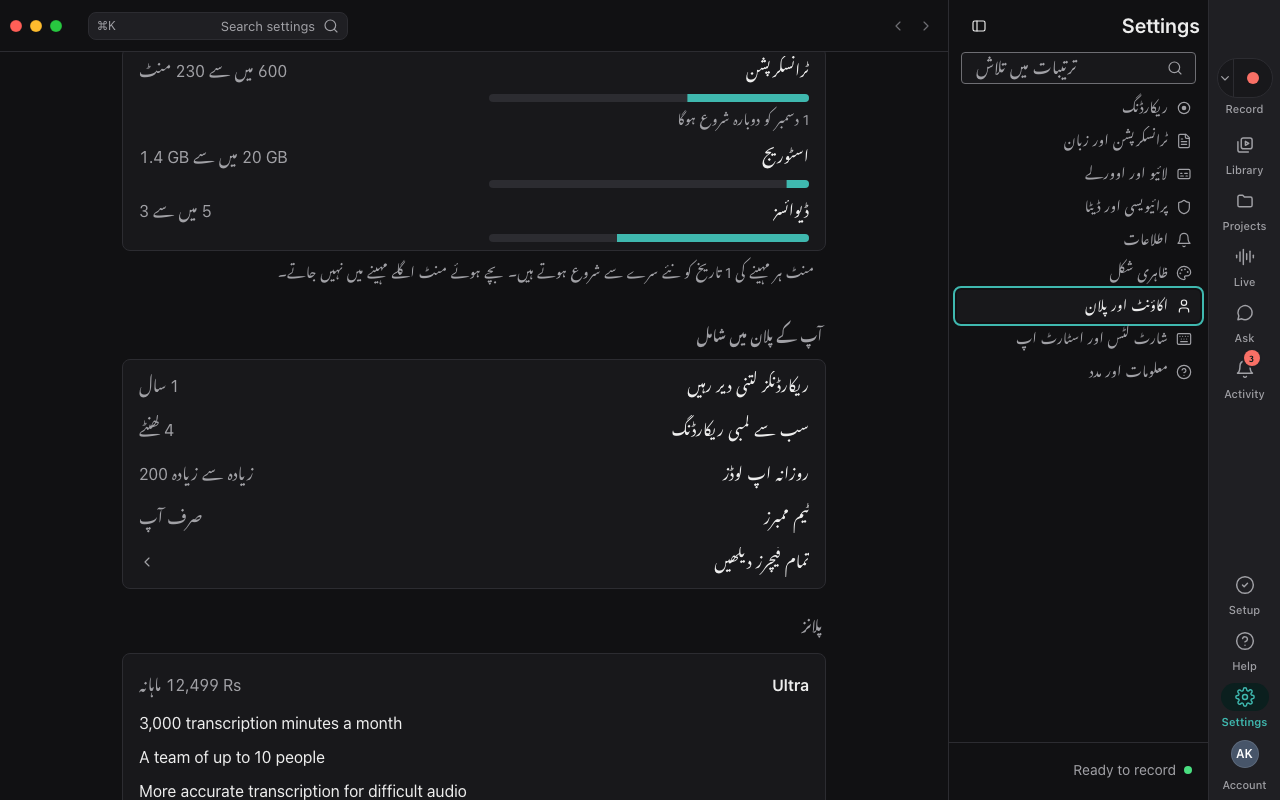 ⌘K
Search settings
Settings
ترتیبات میں تلاش
ریکارڈنگ
ٹرانسکرپشن اور زبان
لائیو اور اوورلے
پرائیویسی اور ڈیٹا
اطلاعات
ظاہری شکل
اکاؤنٹ اور پلان
شارٹ کٹس اور اسٹارٹ اپ
معلومات اور مدد
Ready to record
Record
Library
Projects
Live
Ask
3
Activity
Setup
Help
Settings
AK
Account
ٹرانسکرپشن
600 میں سے 230 منٹ
1 دسمبر کو دوبارہ شروع ہوگا
اسٹوریج
20 GB میں سے 1.4 GB
ڈیوائسز
5 میں سے 3
منٹ ہر مہینے کی 1 تاریخ کو نئے سرے سے شروع ہوتے ہیں۔ بچے ہوئے منٹ اگلے مہینے میں نہیں جاتے۔
آپ کے پلان میں شامل
ریکارڈنگز کتنی دیر رہیں
1 سال
سب سے لمبی ریکارڈنگ
4 گھنٹے
روزانہ اپ لوڈز
زیادہ سے زیادہ 200
ٹیم ممبرز
صرف آپ
تمام فیچرز دیکھیں
پلانز
Ultra
12,499 Rs ماہانہ
3,000 transcription minutes a month
A team of up to 10 people
More accurate transcription for difficult audio